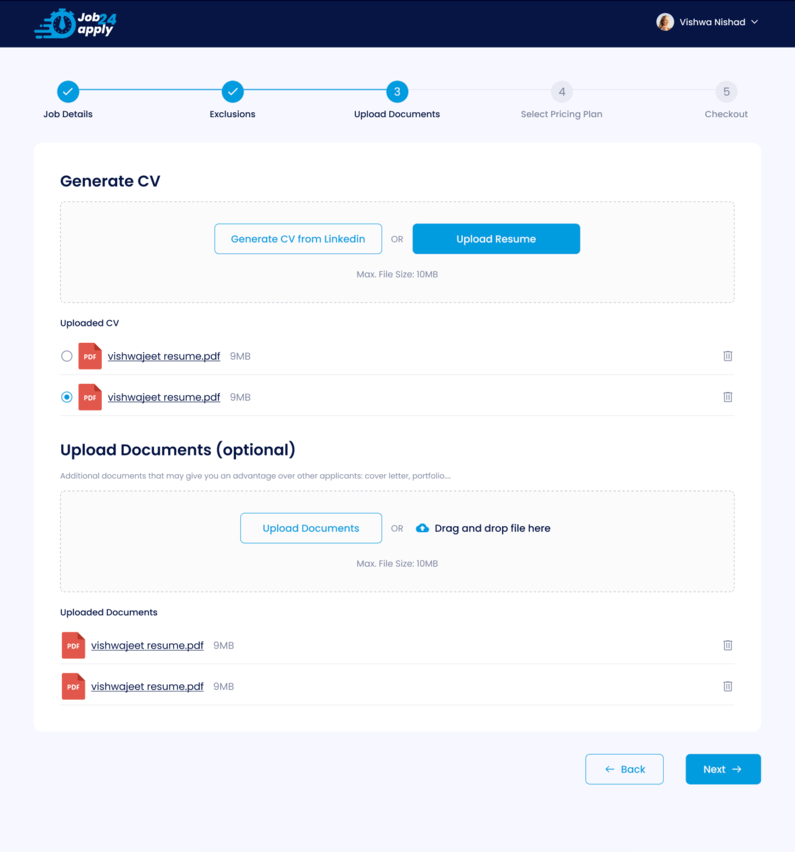 Job24
apply
Vishwa Nishad
3
4
5
Job Details
Exclusions
Upload Documents
Select Pricing Plan
Checkout
Generate CV
Generate CV from Linkedin
OR
Upload Resume
Max. File Size: 10MB
Uploaded CV
PDF vishwajeet resume.pdf 9MB
PDF vishwajeet resume.pdf 9MB
Upload Documents (optional)
Additional documents that may give you an advantage over other applicants: cover letter, portfolio...
Upload Documents
OR
Drag and drop file here
Max. File Size: 10MB
Uploaded Documents
PDF vishwajeet resume.pdf 9MB
PDF vishwajeet resume.pdf 9MB
Back
Next